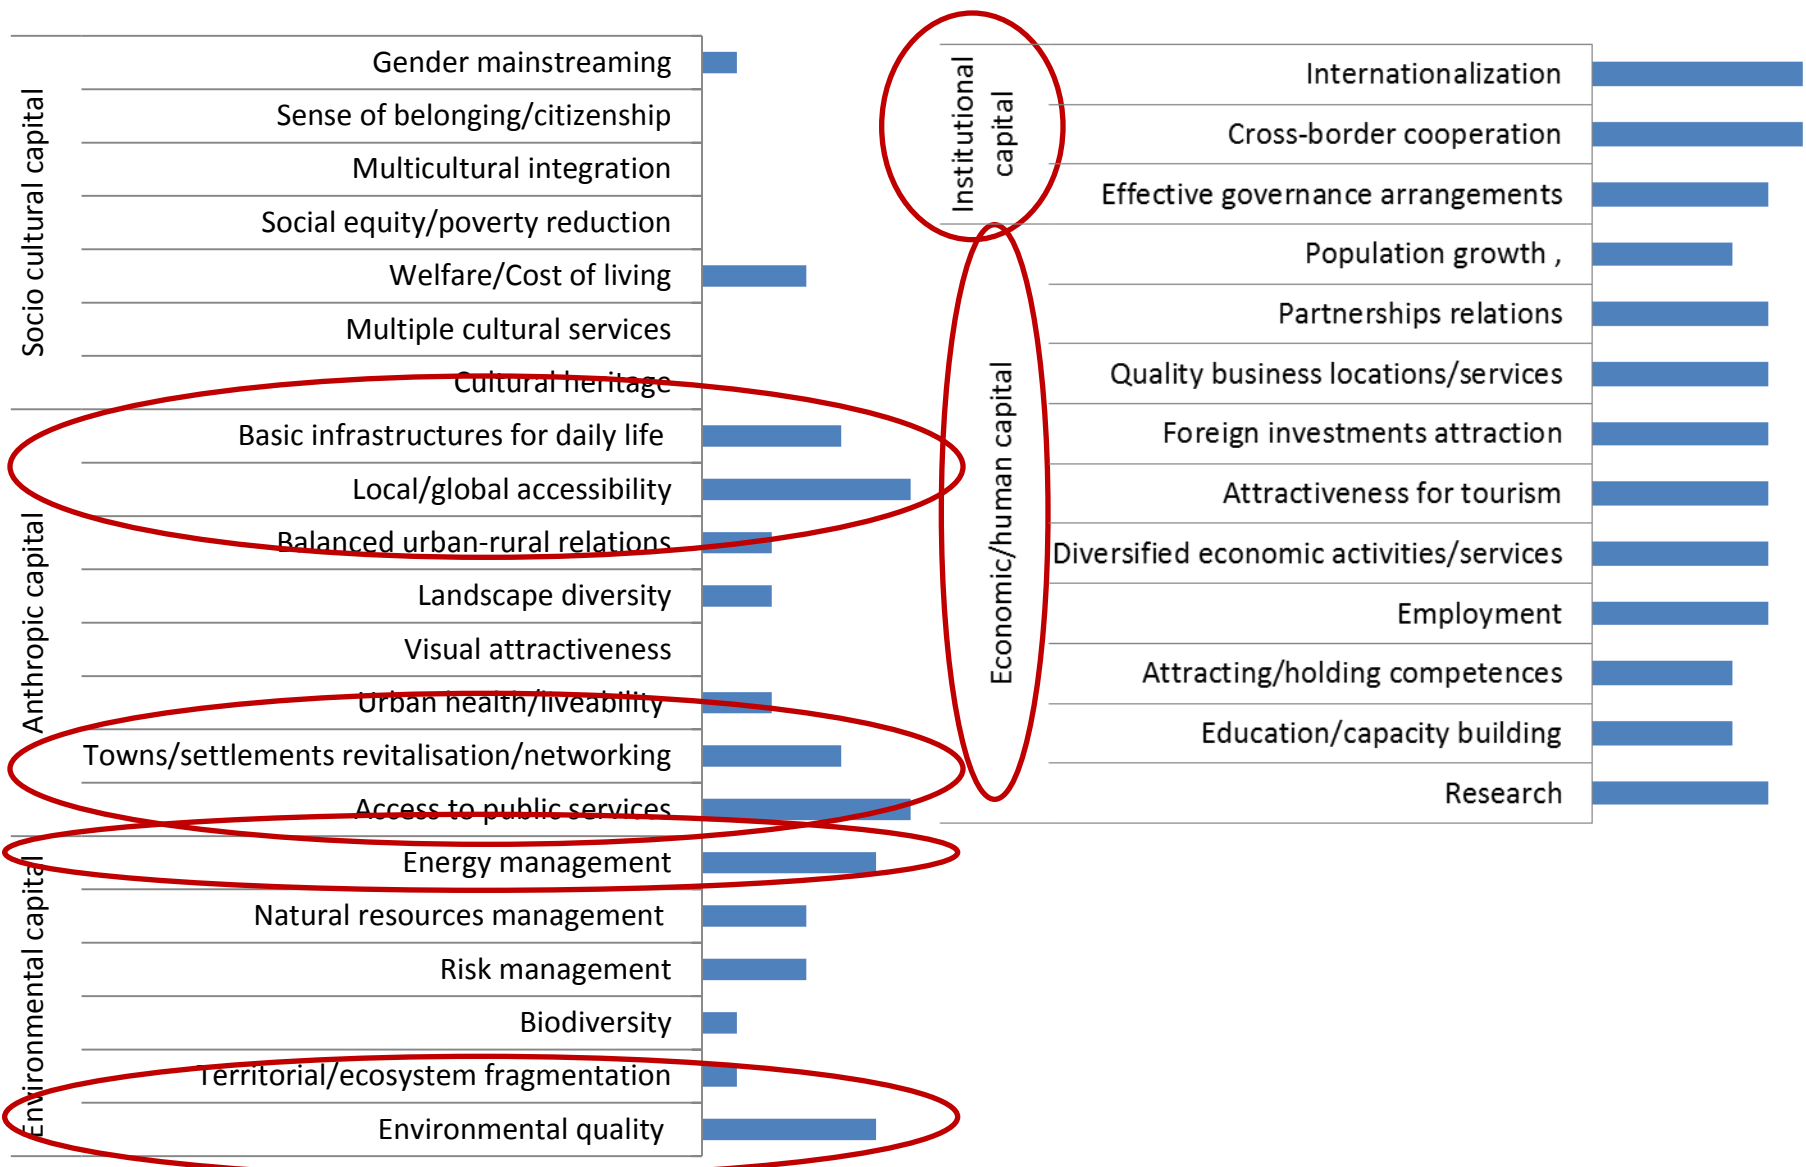 Socio cultural capital
Gender mainstreaming
Sense of belonging/citizenship
Multicultural integration
Social equity/poverty reduction
Welfare/Cost of living
Multiple cultural services
Cultural heritage
Anthropic capital
Basic infrastructures for daily life
Local/global accessibility
Balanced urban-rural relations
Landscape diversity
Visual attractiveness
Urban health/liveability
Towns/settlements revitalisation/networking
Access to public services
Environmental capital
Energy management
Natural resources management
Risk management
Biodiversity
Territorial/ecosystem fragmentation
Environmental quality
Institutional
capital
Internationalization
Cross-border cooperation
Effective governance arrangements
Economic/human capital
Population growth ,
Partnerships relations
Quality business locations/services
Foreign investments attraction
Attractiveness for tourism
Diversified economic activities/services
Employment
Attracting/holding competences
Education/capacity building
Research